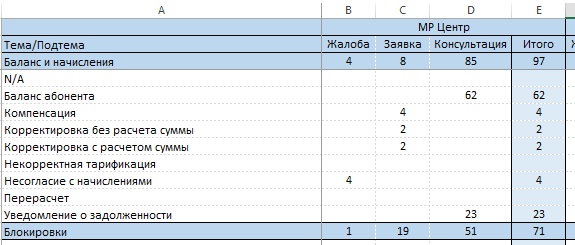 A B C D E
МР Центр
Тема/Подтема Жалоба Заявка Консультация Итого
Баланс и начисления 4 8 85 97
N/A
Баланс абонента 62 62
Компенсация 4 4
Корректировка без расчета суммы 2 2
Корректировка с расчетом суммы 2 2
Некорректная тарификация
Несогласие с начислениями 4 4
Перерасчет
Уведомление о задолженности 23 23
Блокировки 1 19 51 71